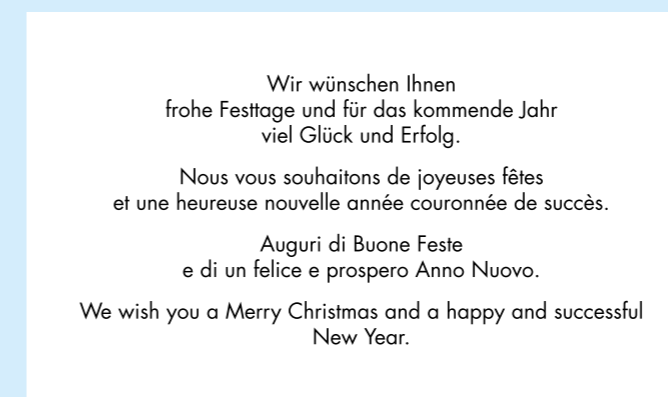 Wir wünschen Ihnen
frohe Festtage und für das kommende Jahr
viel Glück und Erfolg.
Nous vous souhaitons de joyeuses fêtes
et une heureuse nouvelle année couronnée de succès.
Auguri di Buone Feste
e di un felice e prospero Anno Nuovo.
We wish you a Merry Christmas and a happy and successful
New Year.